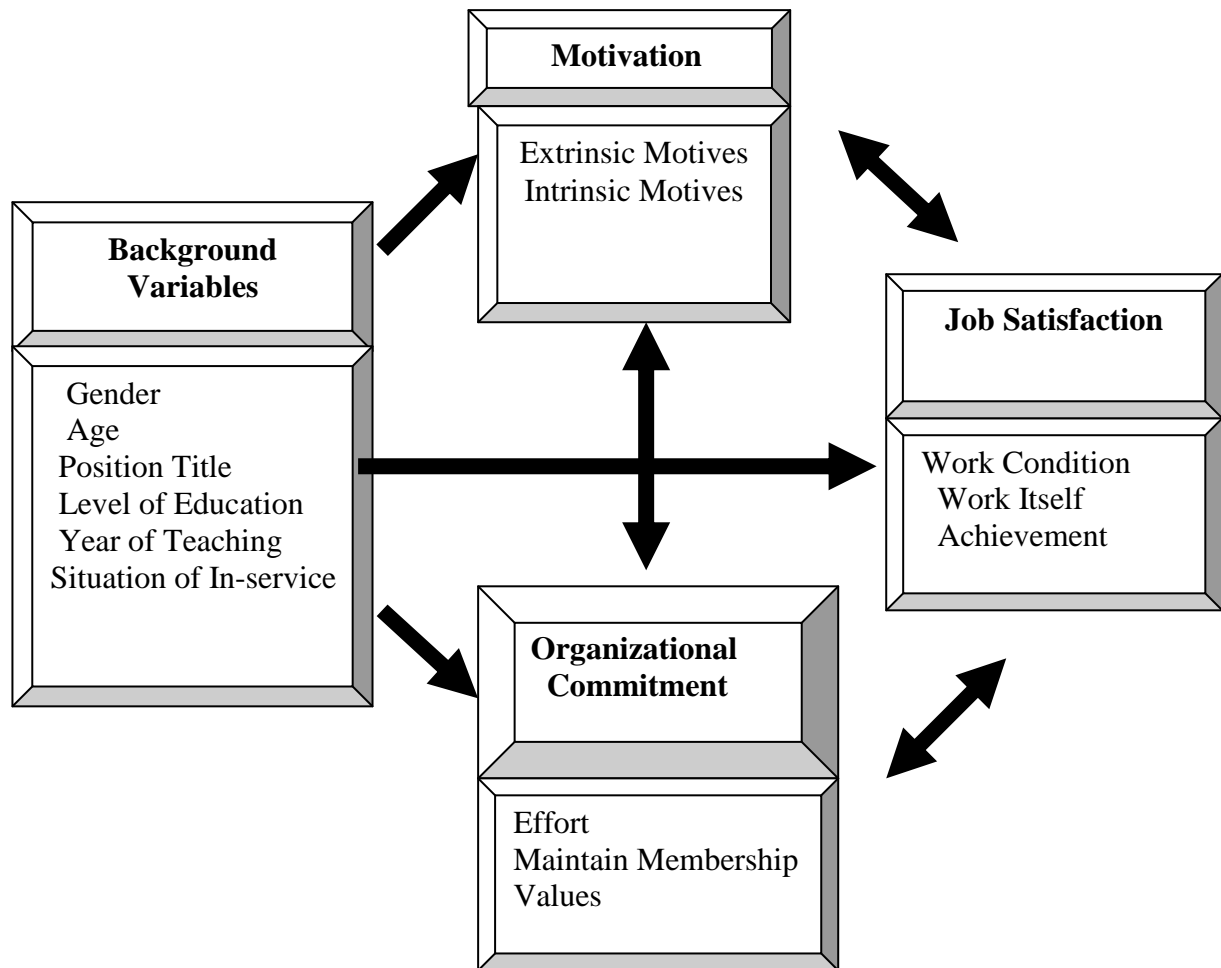 Motivation
Extrinsic Motives
Intrinsic Motives
Background
Variables
Gender
Age
Position Title
Level of Education
Year of Teaching
Situation of In-service
Job Satisfaction
Work Condition
Work Itself
Achievement
Organizational
Commitment
Effort
Maintain Membership
Values